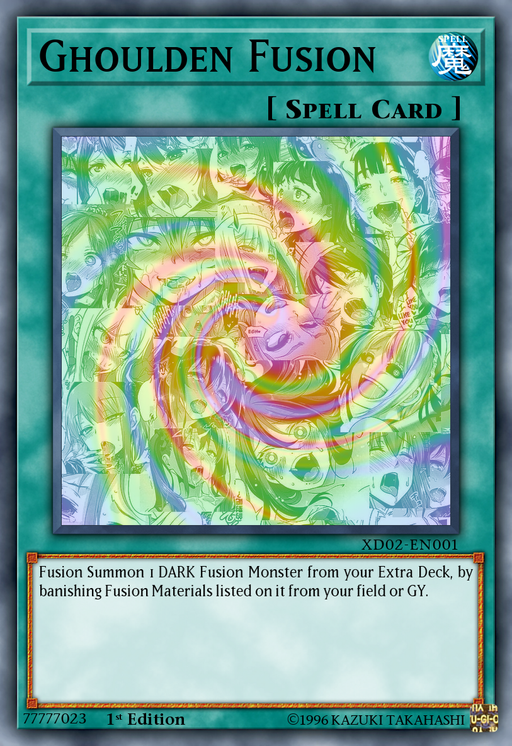 GHOULDEN FUSION
SPELL
魔
[ SPELL CARD ]
XD02-EN001
Fusion Summon 1 DARK Fusion Monster from your Extra Deck, by
banishing Fusion Materials listed on it from your field or GY.
77777023 1st Edition ©1996 KAZUKI TAKAHASHI